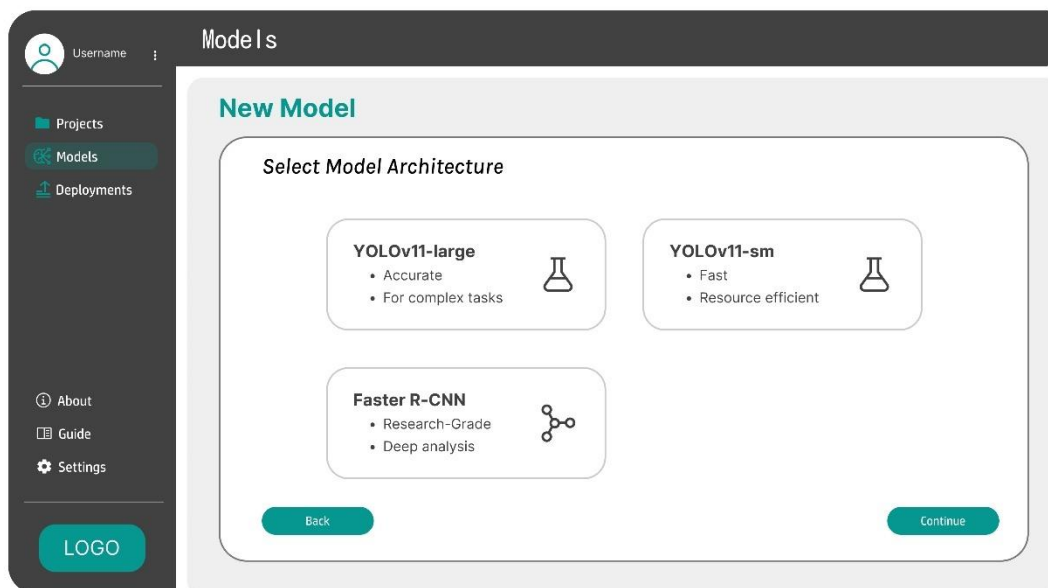 Username
Models
Projects
Models
Deployments
About
Guide
Settings
LOGO
New Model
Select Model Architecture
YOLOv11-large
• Accurate
• For complex tasks
YOLOv11-sm
• Fast
• Resource efficient
Faster R-CNN
• Research-Grade
• Deep analysis
Back
Continue